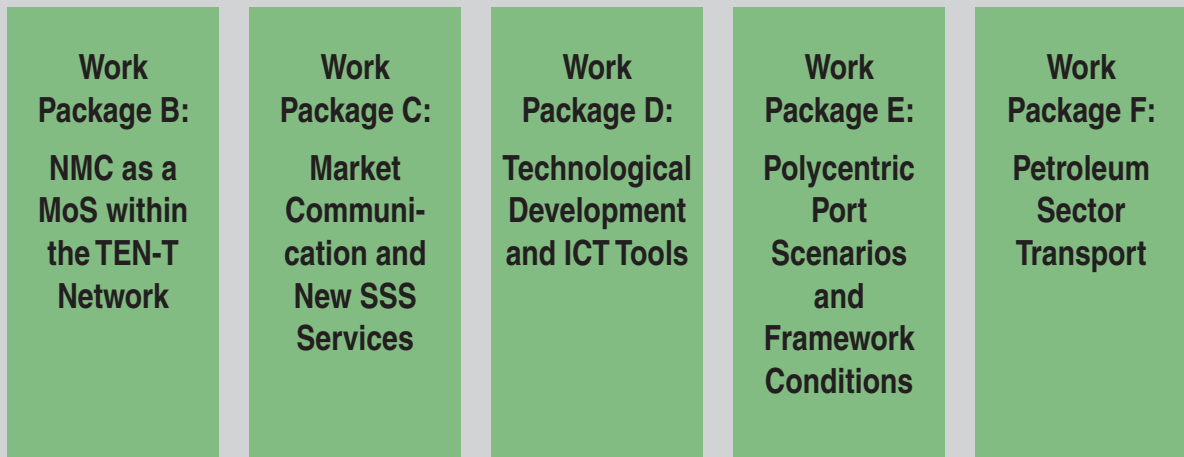 Work
Package B:
NMC as a
MoS within
the TEN-T
Network
Work
Package C:
Market
Communi-
cation and
New SSS
Services
Work
Package D:
Technological
Development
and ICT Tools
Work
Package E:
Polycentric
Port
Scenarios
and
Framework
Conditions
Work
Package F:
Petroleum
Sector
Transport